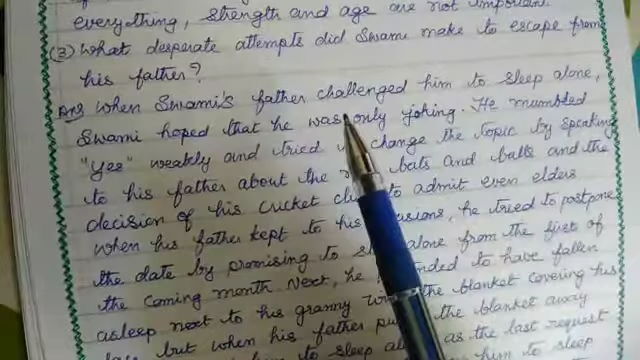 everything, strength and age are not important.
(3) What desperate attempts did Swami make to escape from
his father?
Ans When Swami's father challenged him to sleep alone,
Swami hoped that he was only joking. He mumbled
"Yes" weakly and tried change the topic by speaking
to his father about the bats and balls and the
decision of his cricket to admit even elders
when his father kept to his he tried to postpone
the date by promising to alone from the first of
the coming month Next, he to have fallen
asleep next to his granny the blanket covering his
but when his father the blanket away
to sleep as the last request
him to sleep